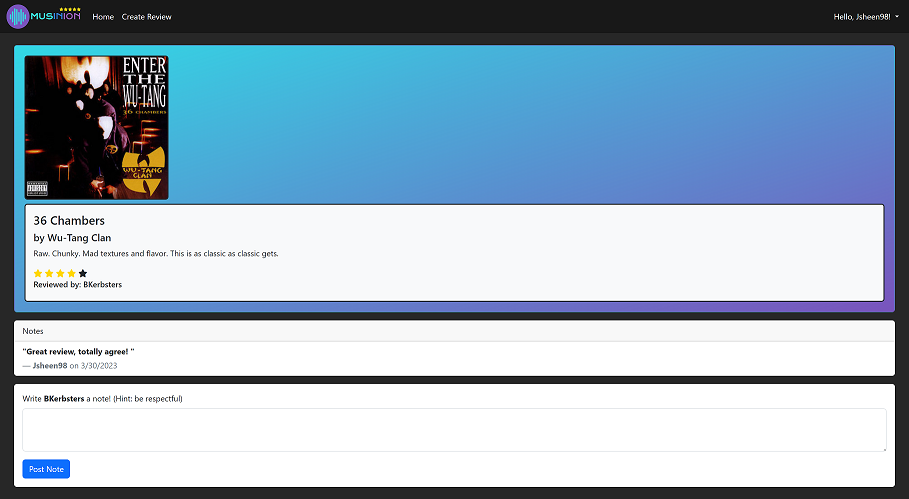 MUSINION
Home
Create Review
Hello, Jsheen98!
ENTER
THE
WU-TANG
36 CHAMBERS
WU-TANG
CLAN
36 Chambers
by Wu-Tang Clan
Raw. Chunky. Mad textures and flavor. This is as classic as classic gets.
Reviewed by: BKerbsters
Notes
"Great review, totally agree! "
— Jsheen98 on 3/30/2023
Write BKerbsters a note! (Hint: be respectful)
Post Note